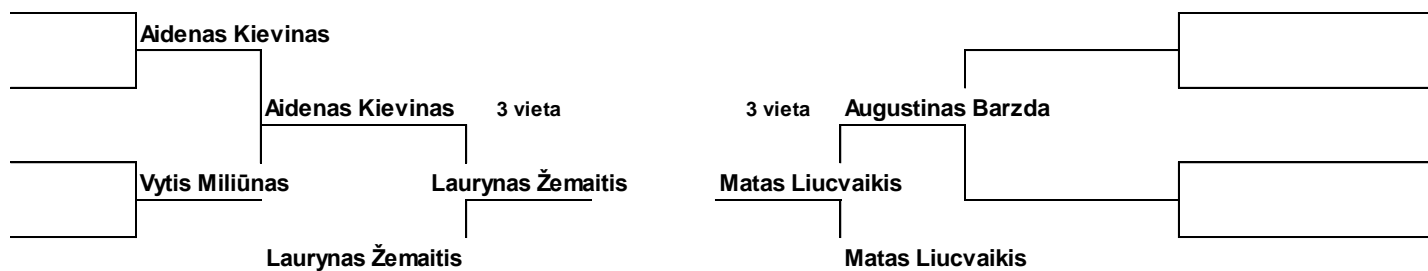 Aidenas Kievinas
Aidenas Kievinas 3 vieta 3 vieta Augustinas Barzda
Vytis Miliūnas Laurynas Žemaitis Matas Liucvaikis
Laurynas Žemaitis Matas Liucvaikis